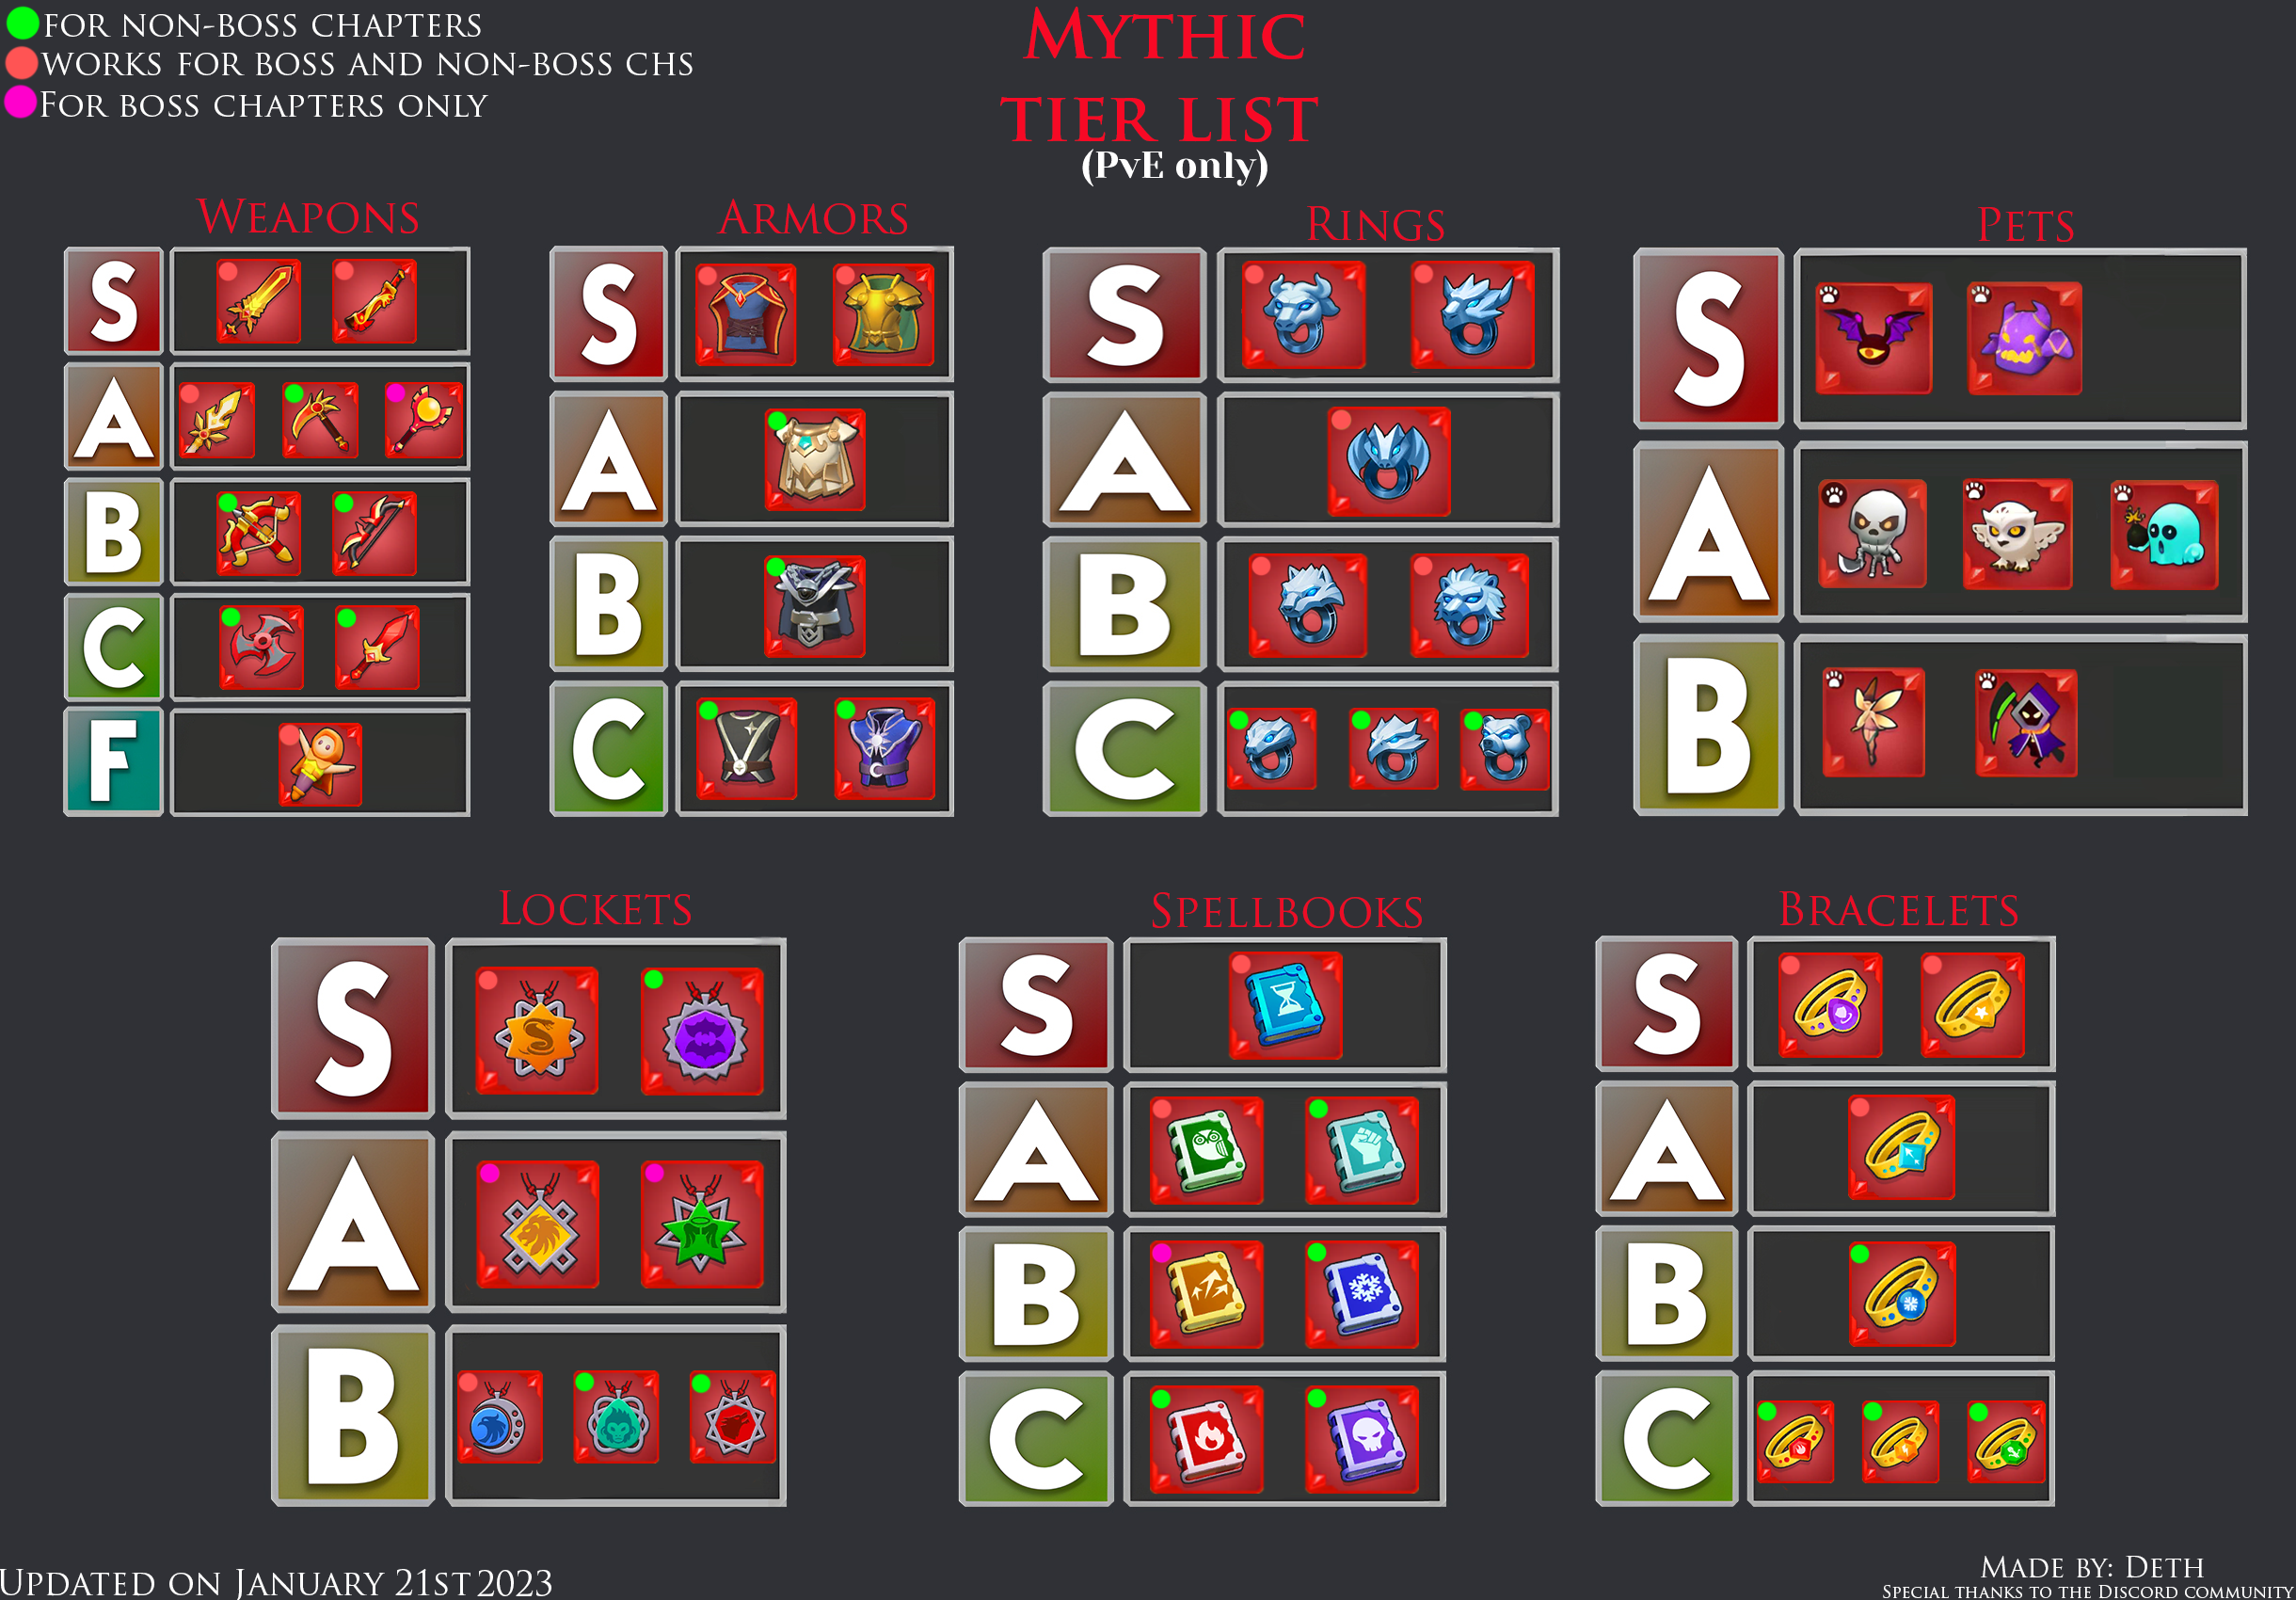 FOR NON-BOSS CHAPTERS
WORKS FOR BOSS AND NON-BOSS CHS
FOR BOSS CHAPTERS ONLY
MYTHIC
TIER LIST
(PvE only)
WEAPONS
S
A
B
C
F
ARMORS
S
A
B
C
RINGS
S
A
B
C
PETS
S
A
B
LOCKETS
S
A
B
SPELLBOOKS
S
A
B
C
BRACELETS
S
A
B
C
UPDATED ON JANUARY 21ST 2023
MADE BY: DETH
SPECIAL THANKS TO THE DISCORD COMMUNITY